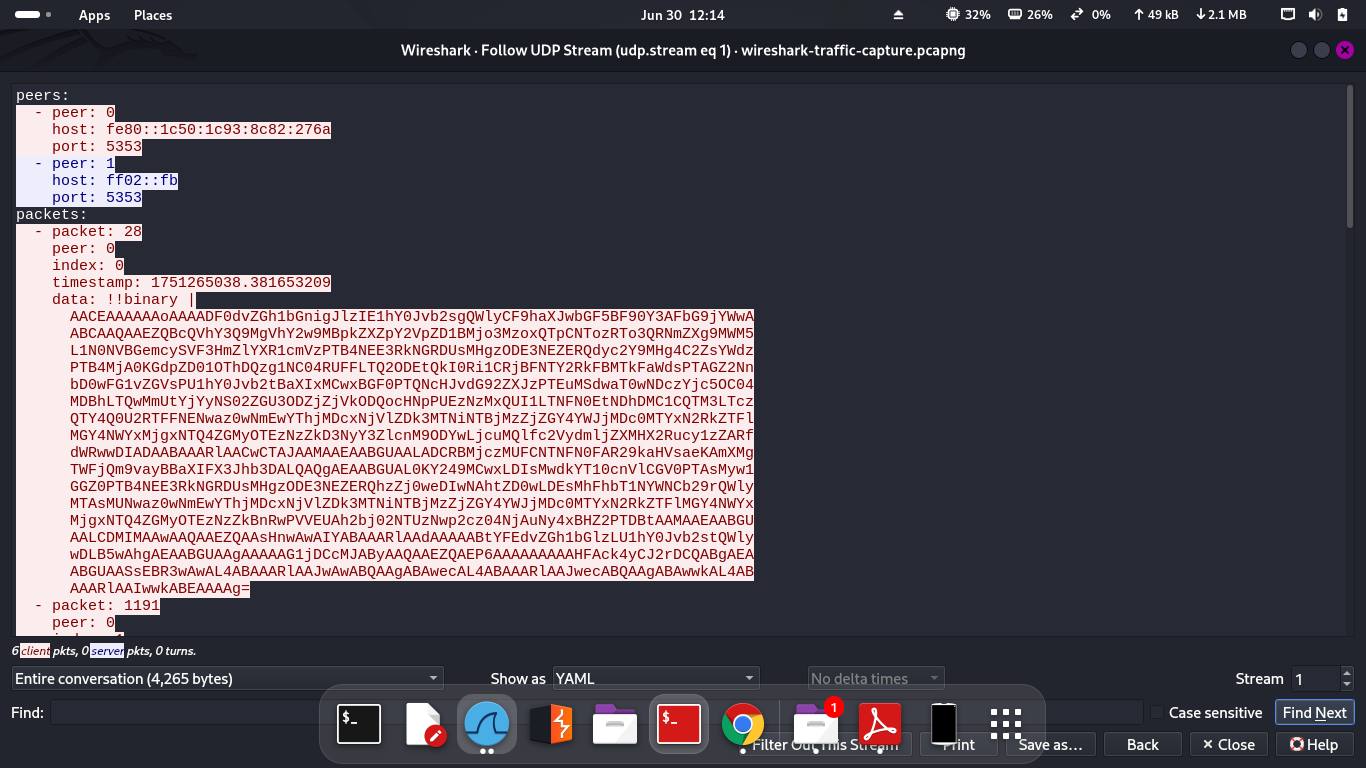 Apps Places Jun 30 12:14 32% 26% 0% 49 kB 2.1 MB
Wireshark · Follow UDP Stream (udp.stream eq 1) · wireshark-traffic-capture.pcapng
peers:
- peer: 0
host: fe80::1c50:1c93:8c82:276a
port: 5353
- peer: 1
host: ff02::fb
port: 5353
packets:
- packet: 28
peer: 0
index: 0
timestamp: 1751265038.381653209
data: !!binary |
AACEAAAAAAoAAAADF0dvZGh1bGnigJlzIE1hY0Jvb2sgQWlyCF9haXJwbGF5BF90Y3AFbG9jYWwA
ABCAAQAAEZQBcQVhY3Q9MgVhY2w9MBpkZXZpY2VpZD1BMjo3MzoxQTpCNTozRTo3QRNmZXg9MWM5
L1N0NVBGemcySVF3HmZlYXR1cmVzPTB4NEE3RkNGRDUsMHgzODE3NEZERQdyc2Y9MHg4C2ZsYWdz
PTB4MjA0KGdpZD01OThDQzg1NC04RUFFLTQ2ODEtQkI0Ri1CRjBFNTY2RkFBMTkFaWdsPTAGZ2Nn
bD0wFG1vZGVsPU1hY0Jvb2tBaXIxMCwxBGF0PTQNcHJvdG92ZXJzPTEuMSdwaT0wNDczYjc5OC04
MDBhLTQwMmUtYjYyNS02ZGU3ODZjZjVkODQocHNpPUEzNzMxQUI1LTNFN0EtNDhDMC1CQTM3LTcz
QTY4Q0U2RTFFNENwaz0wNmEwYThjMDcxNjVlZDk3MTNiNTBjMzZjZGY4YWJjMDc0MTYxN2RkZTFl
MGY4NWYxMjgxNTQ4ZGMyOTEzNzZkD3NyY3ZlcnM9ODYwLjcuMQlfc2VydmljZXMHX2Rucy1zZARf
dWRwwDIADAABAAARlAACwCTAJAAMAAEAABGUAALADCRBMjczMUFCNTNFN0FAR29kaHVsaeKAmXMg
TWFjQm9vayBBaXIFX3Jhb3DALQAQgAEAABGUAL0KY249MCwxLDIsMwdkYT10cnVlCGV0PTAsMyw1
GGZ0PTB4NEE3RkNGRDUsMHgzODE3NEZERQhzZj0weDIwNAhtZD0wLDEsMhFhbT1NYWNCb29rQWly
MTAsMUNwaz0wNmEwYThjMDcxNjVlZDk3MTNiNTBjMzZjZGY4YWJjMDc0MTYxN2RkZTFlMGY4NWYx
MjgxNTQ4ZGMyOTEzNzZkBnRwPVVEUAh2bj02NTUzNwp2cz04NjAuNy4xBHZ2PTDBtAAMAAEAABGU
AALCDMIMAAwAAQAAEZQAAsHnwAwAIYABAAARlAAdAAAAABtYFEdvZGh1bGlzLU1hY0Jvb2stQWly
wDLB5wAhgAEAABGUAAgAAAAAG1jDCcMJAByAAQAAEZQAEP6AAAAAAAAAHFAck4yCJ2rDCQABgAEA
ABGUAASsEBR3wAwAL4ABAAARlAAJwAwABQAAgABAwecAL4ABAAARlAAJwecABQAAgABAwwkAL4AB
AAARlAAIwwkABEAAAAg=
- packet: 1191
peer: 0
index: 1
6 client pkts, 0 server pkts, 0 turns.
Entire conversation (4,265 bytes) Show as YAML No delta times Stream 1
Find: Case sensitive Find Next
Filter Out This Stream Print Save as… Back Close Help
$_
$_
1